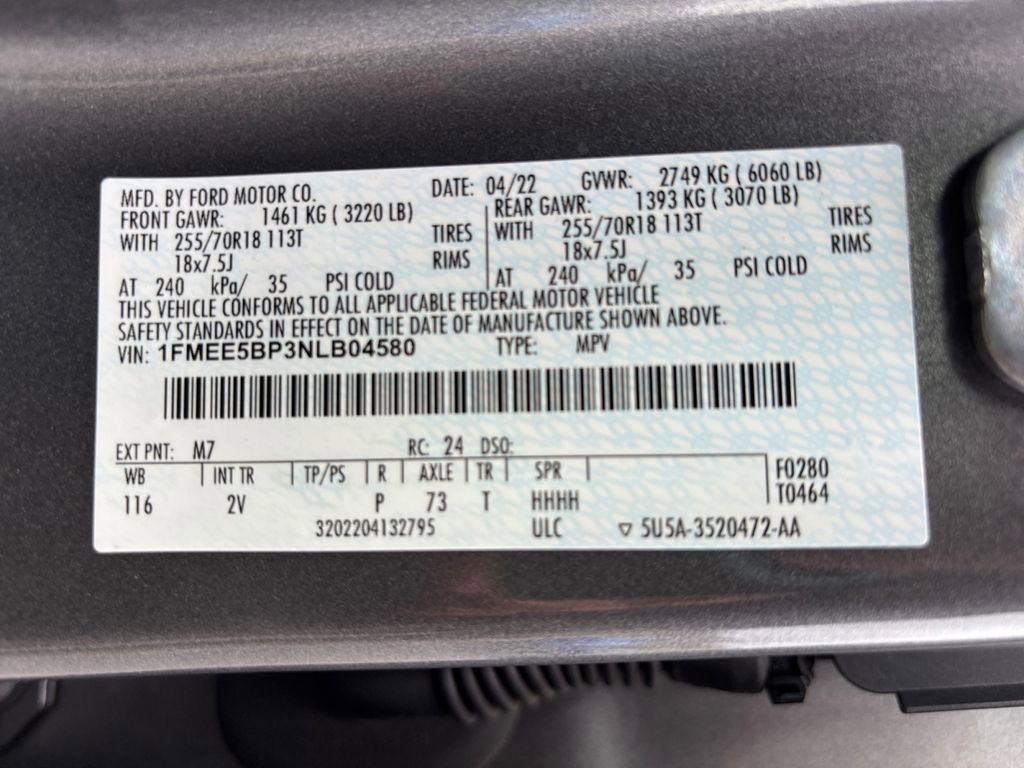 MFD. BY FORD MOTOR CO. DATE: 04/22 GVWR: 2749 KG ( 6060 LB)
FRONT GAWR: 1461 KG ( 3220 LB) REAR GAWR: 1393 KG ( 3070 LB)
WITH 255/70R18 113T TIRES WITH 255/70R18 113T TIRES
18x7.5J RIMS 18x7.5J RIMS
AT 240 kPa/ 35 PSI COLD AT 240 kPa/ 35 PSI COLD
THIS VEHICLE CONFORMS TO ALL APPLICABLE FEDERAL MOTOR VEHICLE
SAFETY STANDARDS IN EFFECT ON THE DATE OF MANUFACTURE SHOWN ABOVE.
VIN: 1FMEE5BP3NLB04580 TYPE: MPV
EXT PNT: M7 RC: 24 DSO:
WB INT TR TP/PS R AXLE TR SPR F0280
116 2V P 73 T HHHH T0464
3202204132795 ULC ▽ 5U5A-3520472-AA